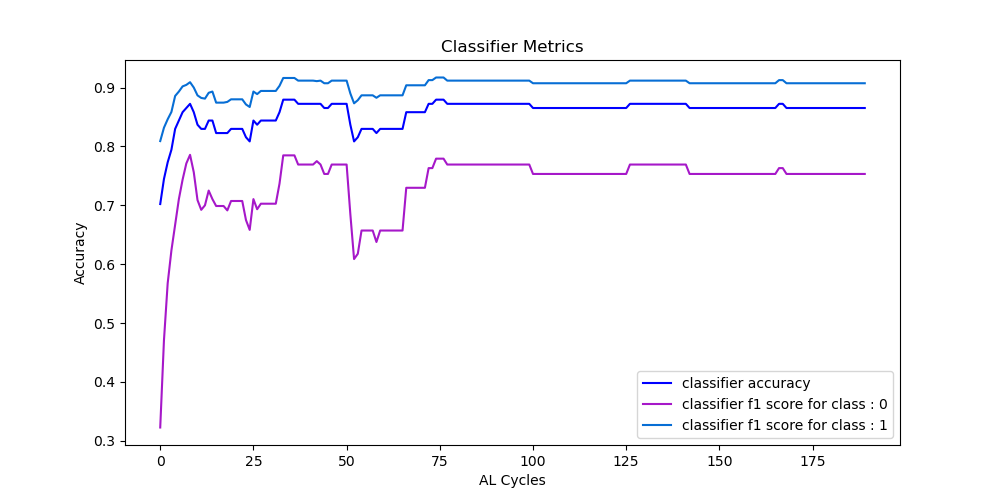 Classifier Metrics
Accuracy
0.9
0.8
0.7
0.6
0.5
0.4
0.3
classifier accuracy
classifier f1 score for class : 0
classifier f1 score for class : 1
0 25 50 75 100 125 150 175
AL Cycles